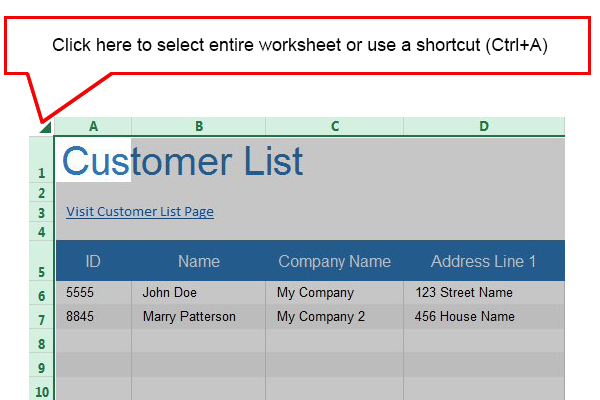 Click here to select entire worksheet or use a shortcut (Ctrl+A)
A B C D
1 Customer List
2
3 Visit Customer List Page
4
5 ID Name Company Name Address Line 1
6 5555 John Doe My Company 123 Street Name
7 8845 Marry Patterson My Company 2 456 House Name
8
9
10